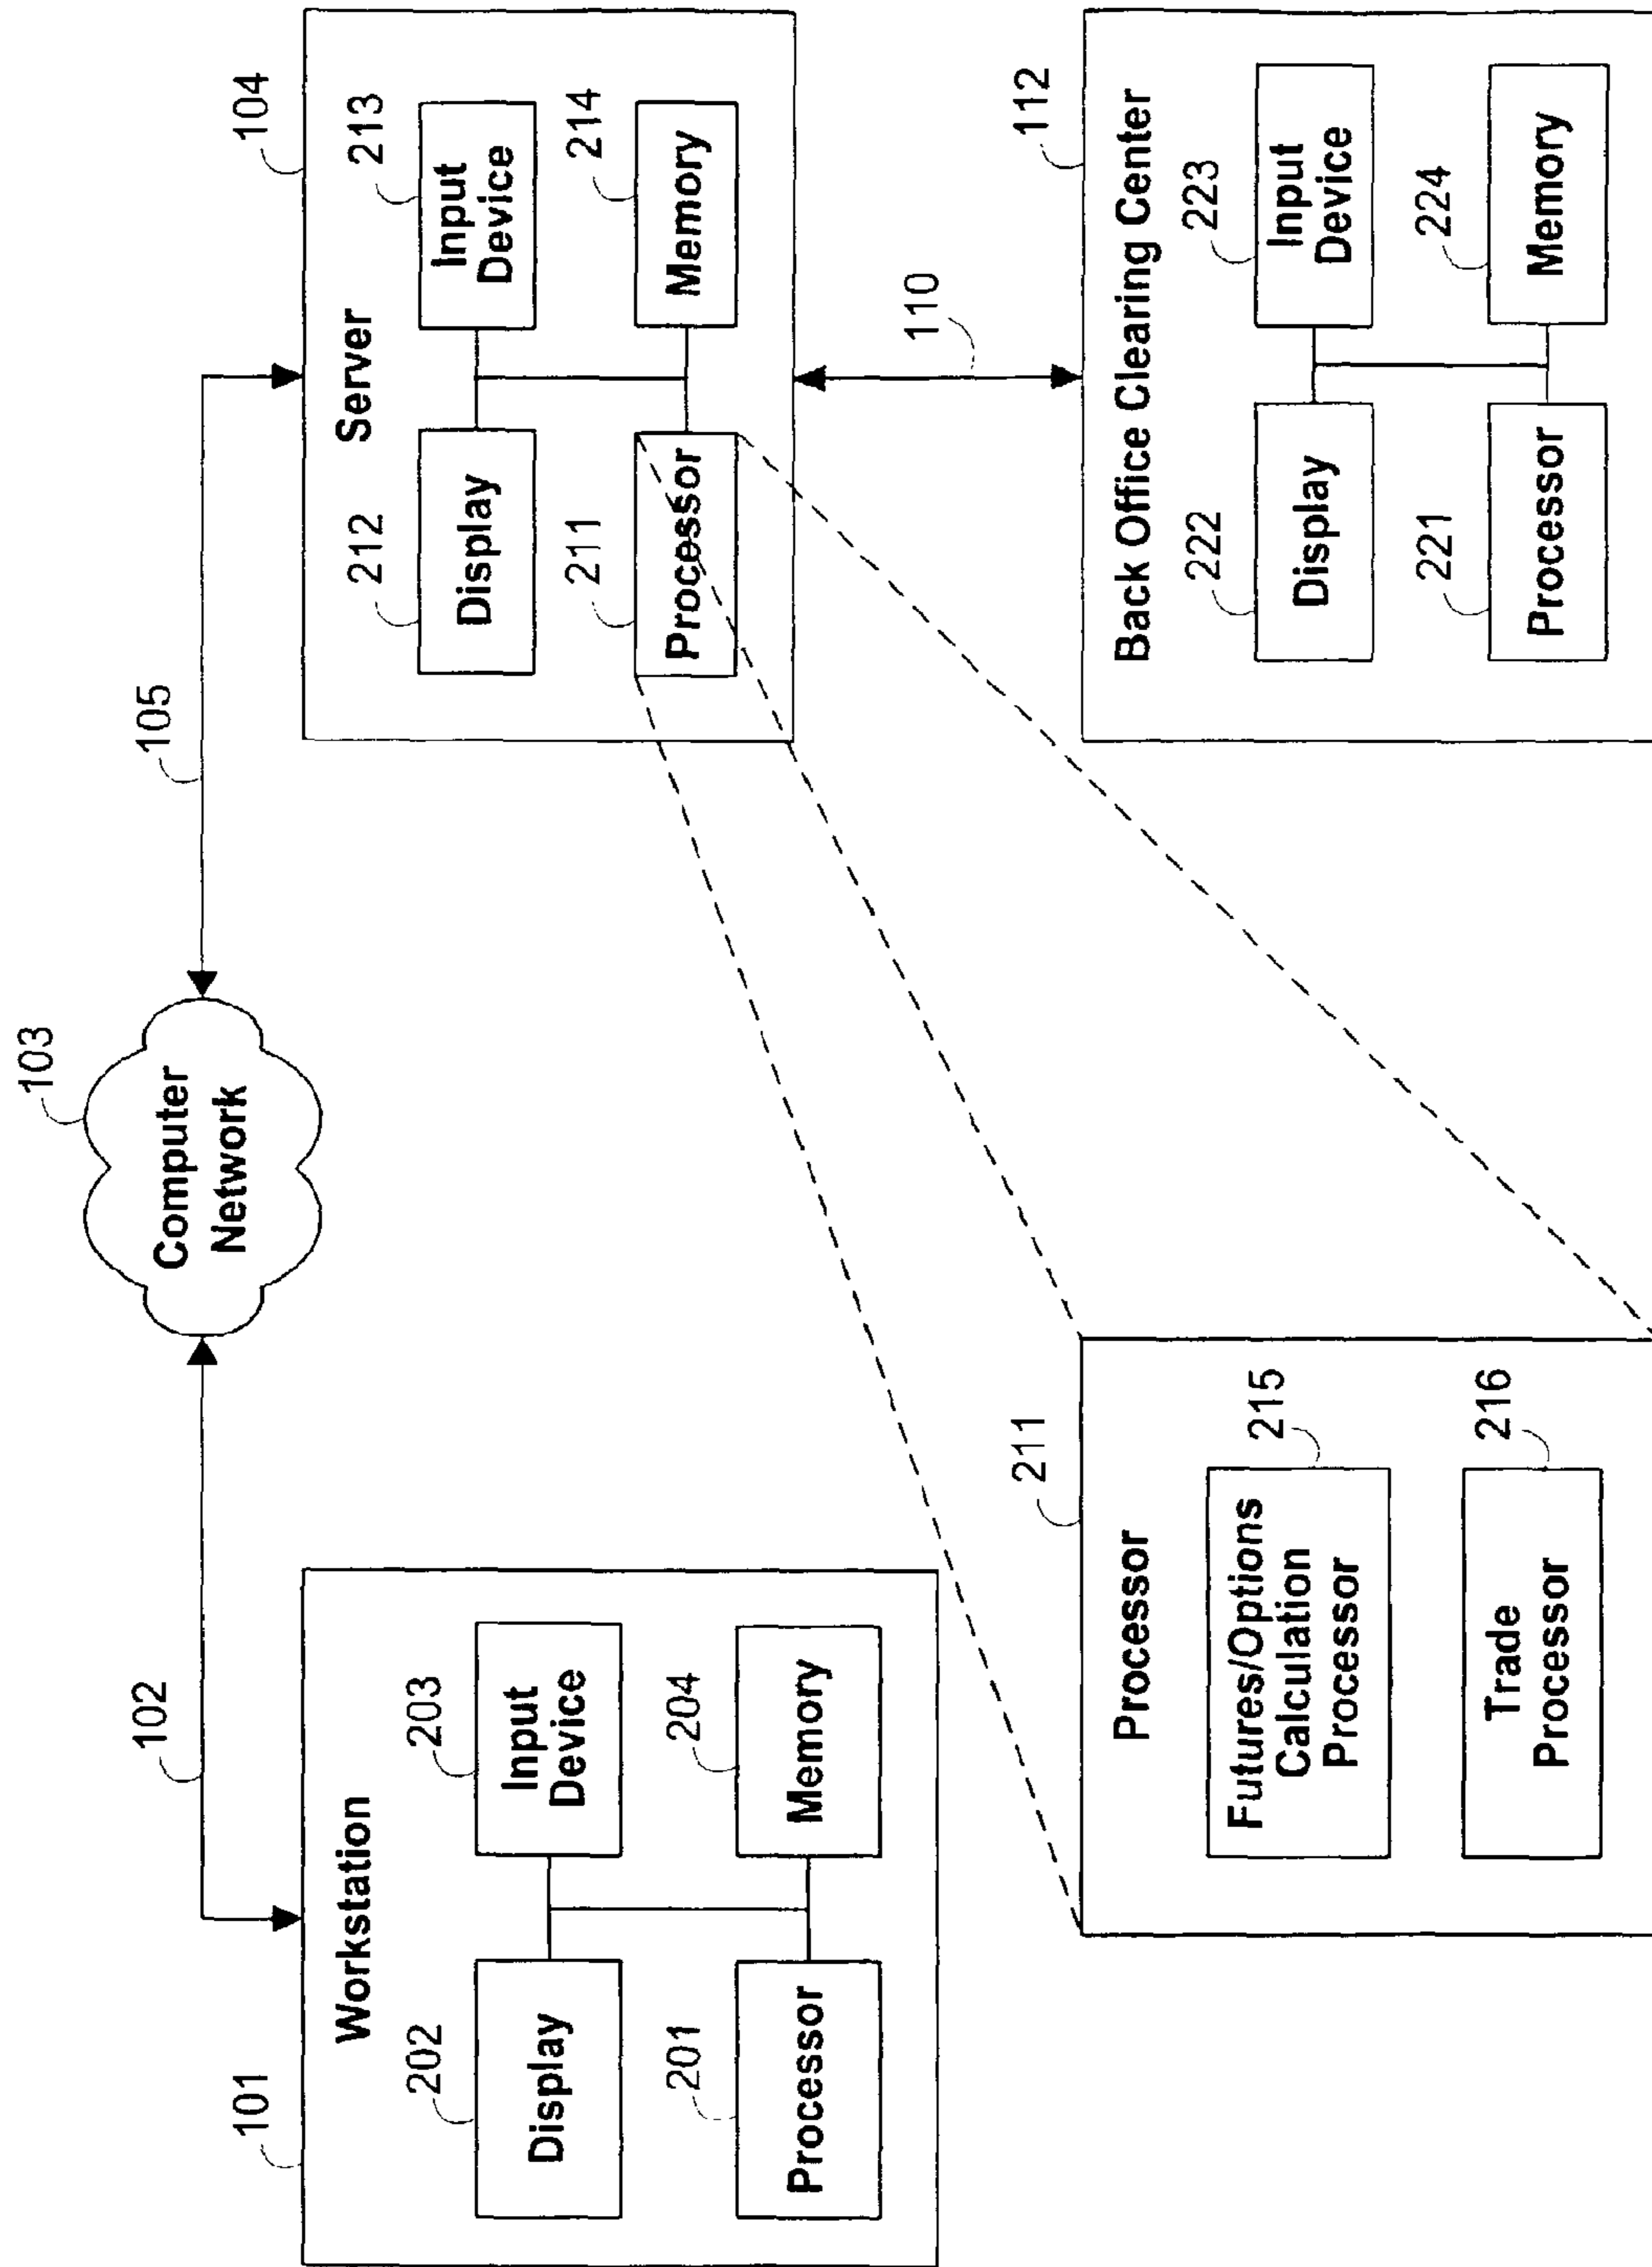 103
Computer
Network
102
105
101
Workstation
202
Display
203
Input
Device
201
Processor
204
Memory
104
Server
212
Display
213
Input
Device
211
Processor
214
Memory
110
211
Processor
215
Futures/Options
Calculation
Processor
216
Trade
Processor
112
Back Office Clearing Center
222
Display
223
Input
Device
221
Processor
224
Memory